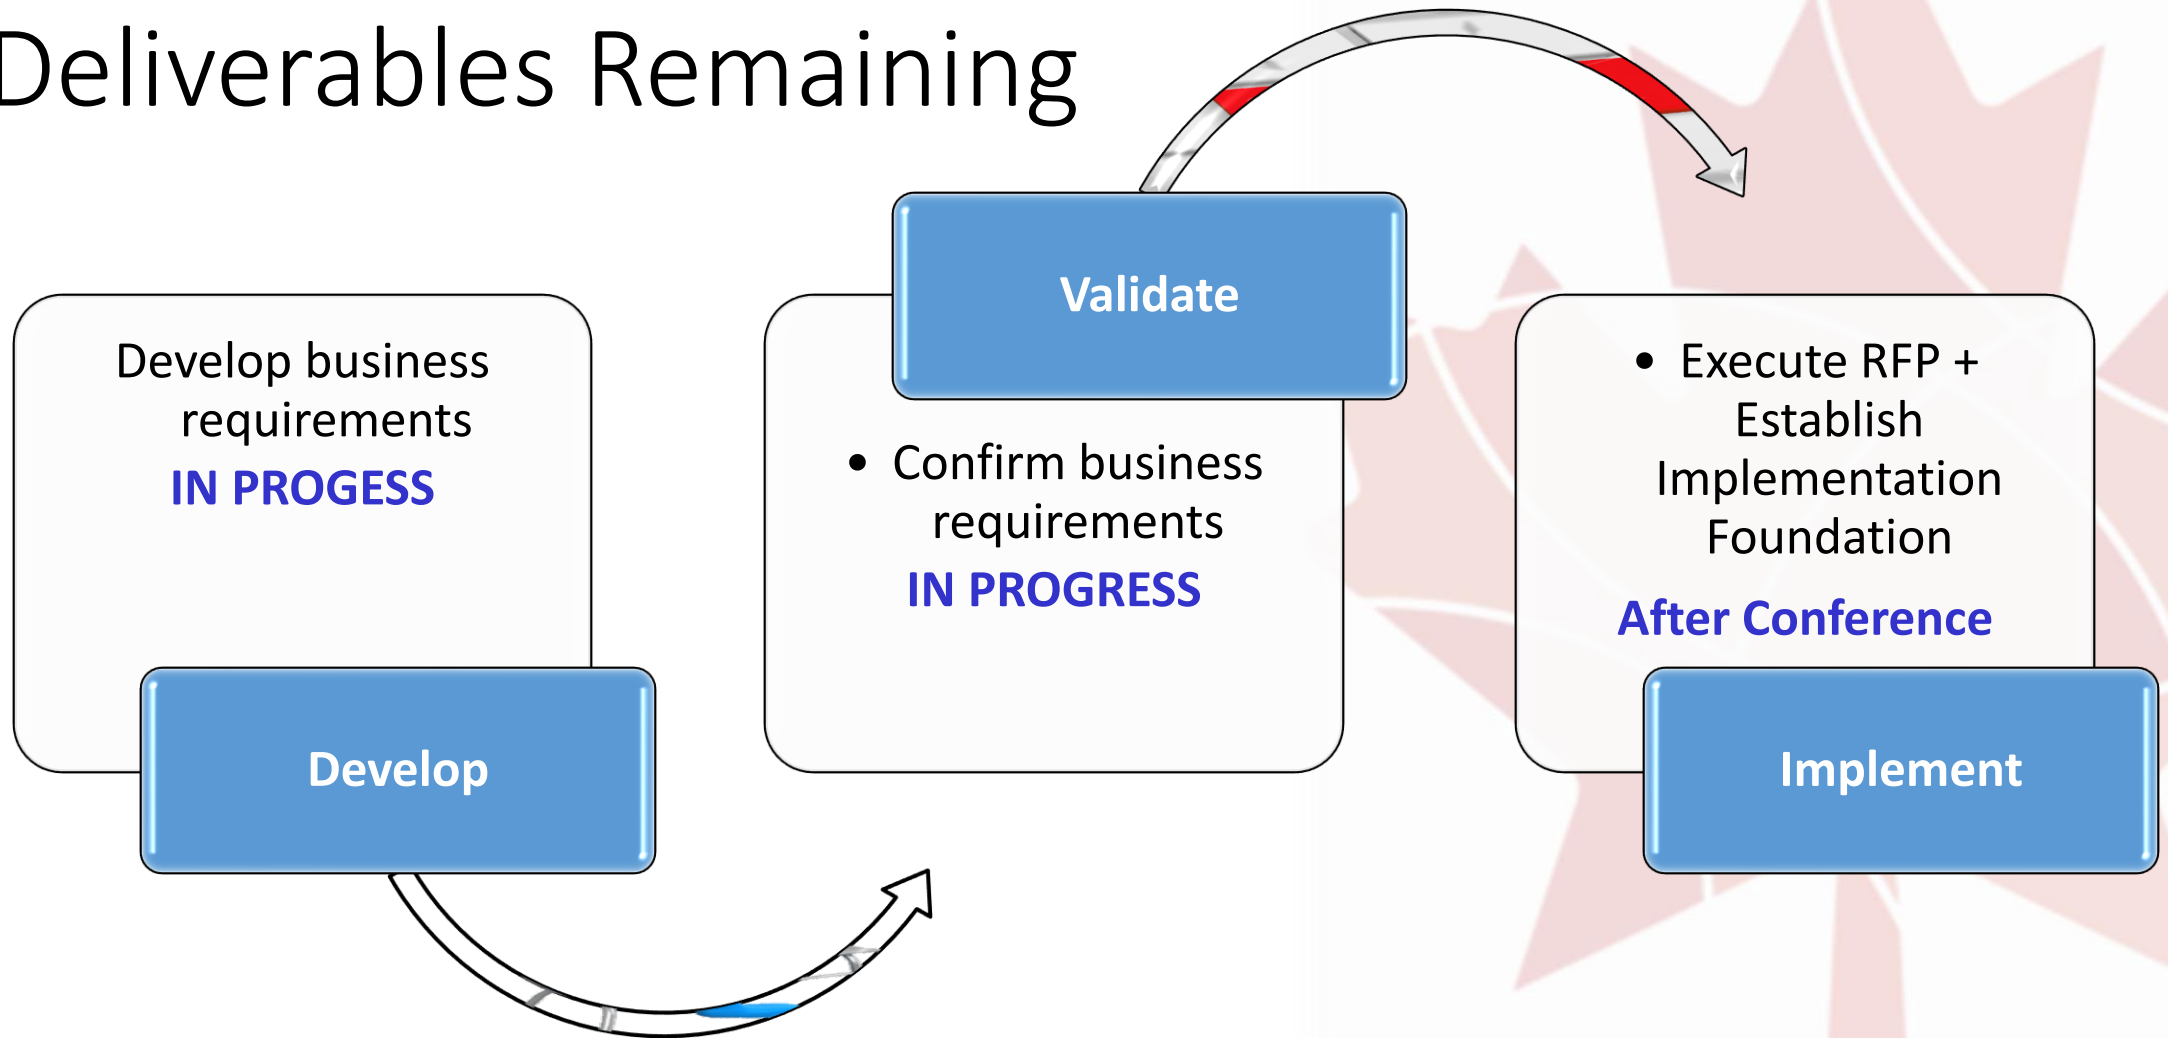 Deliverables Remaining
Develop business
requirements
IN PROGESS
Develop
Validate
• Confirm business
requirements
IN PROGRESS
• Execute RFP +
Establish
Implementation
Foundation
After Conference
Implement